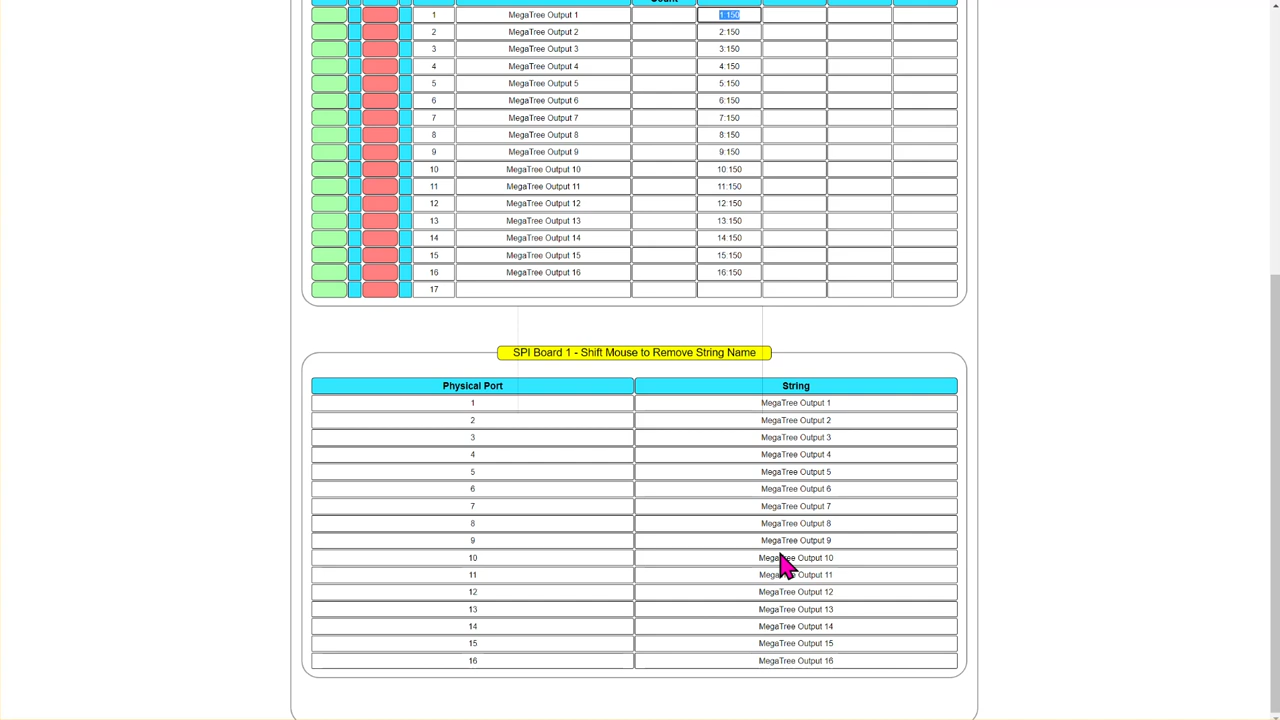 Count
1 MegaTree Output 1 1:150
2 MegaTree Output 2 2:150
3 MegaTree Output 3 3:150
4 MegaTree Output 4 4:150
5 MegaTree Output 5 5:150
6 MegaTree Output 6 6:150
7 MegaTree Output 7 7:150
8 MegaTree Output 8 8:150
9 MegaTree Output 9 9:150
10 MegaTree Output 10 10:150
11 MegaTree Output 11 11:150
12 MegaTree Output 12 12:150
13 MegaTree Output 13 13:150
14 MegaTree Output 14 14:150
15 MegaTree Output 15 15:150
16 MegaTree Output 16 16:150
17
SPI Board 1 - Shift Mouse to Remove String Name
Physical Port String
1 MegaTree Output 1
2 MegaTree Output 2
3 MegaTree Output 3
4 MegaTree Output 4
5 MegaTree Output 5
6 MegaTree Output 6
7 MegaTree Output 7
8 MegaTree Output 8
9 MegaTree Output 9
10 MegaTree Output 10
11 MegaTree Output 11
12 MegaTree Output 12
13 MegaTree Output 13
14 MegaTree Output 14
15 MegaTree Output 15
16 MegaTree Output 16